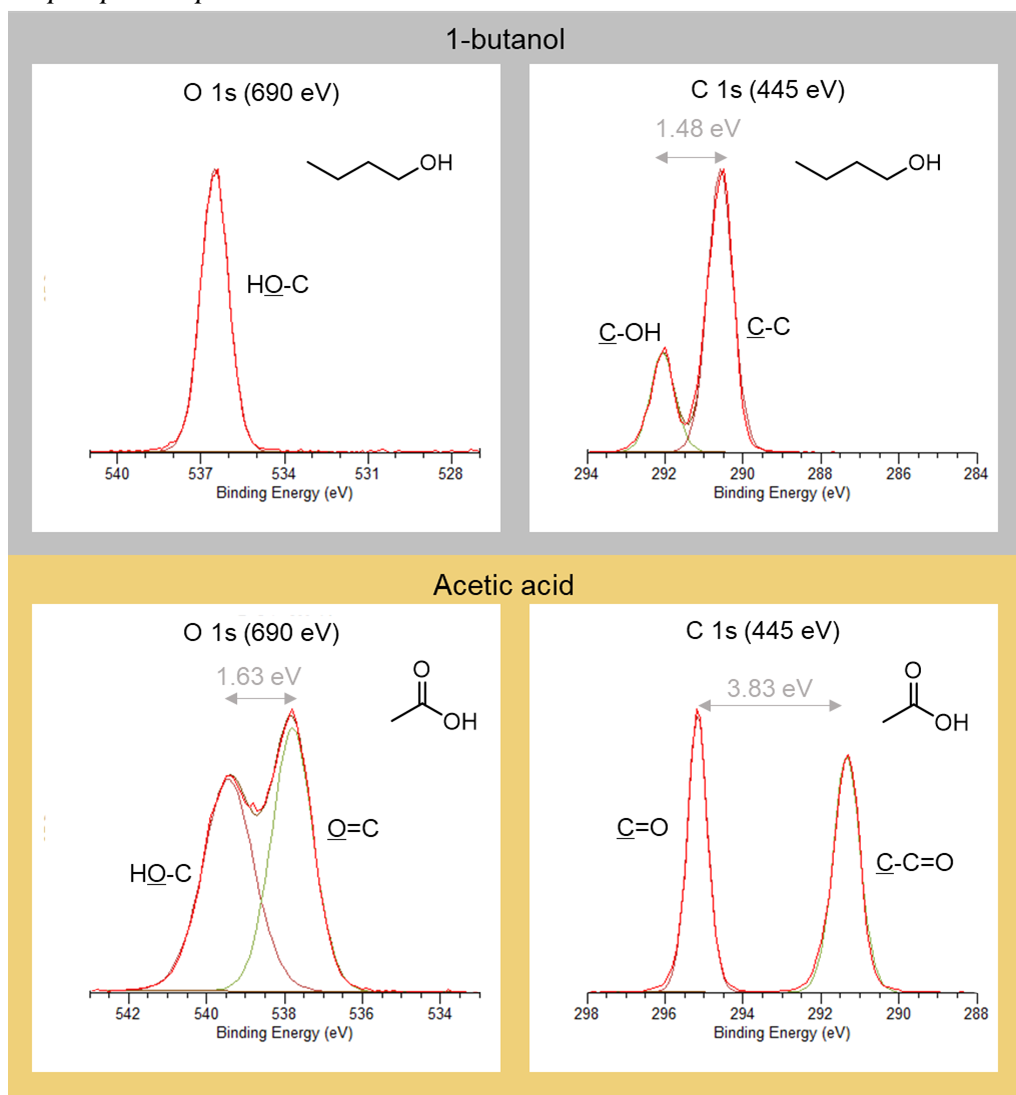 1-butanol
O 1s (690 eV)
OH
HO-C
540 537 534 531 528
Binding Energy (eV)
C 1s (445 eV)
1.48 eV
OH
C-OH
C-C
294 292 290 288 286 284
Binding Energy (eV)
Acetic acid
O 1s (690 eV)
1.63 eV
O
OH
O=C
HO-C
542 540 538 536 534
Binding Energy (eV)
C 1s (445 eV)
3.83 eV
O
OH
C=O
C-C=O
298 296 294 292 290 288
Binding Energy (eV)